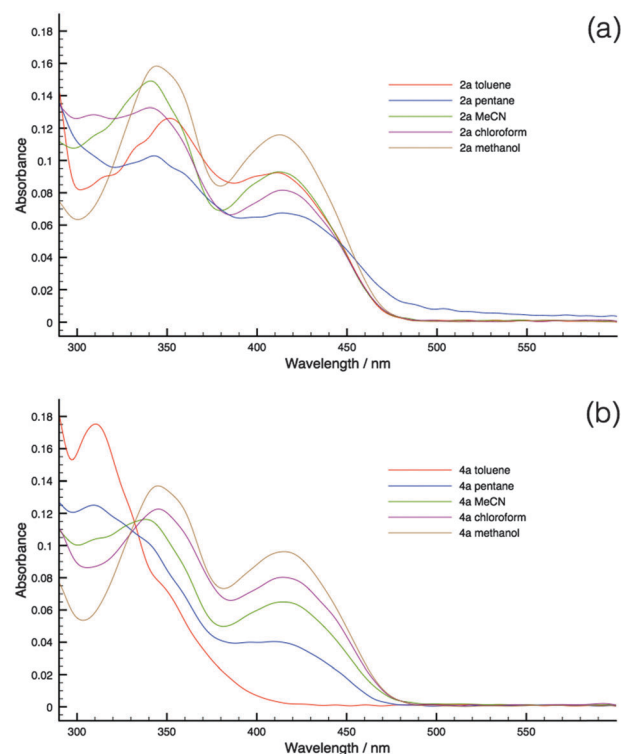 (a)
0.18
0.16
0.14
0.12
0.1
0.08
0.06
0.04
0.02
0
Absorbance
2a toluene
2a pentane
2a MeCN
2a chloroform
2a methanol
300 350 400 450 500 550
Wavelength / nm
(b)
0.18
0.16
0.14
0.12
0.1
0.08
0.06
0.04
0.02
0
Absorbance
4a toluene
4a pentane
4a MeCN
4a chloroform
4a methanol
300 350 400 450 500 550
Wavelength / nm